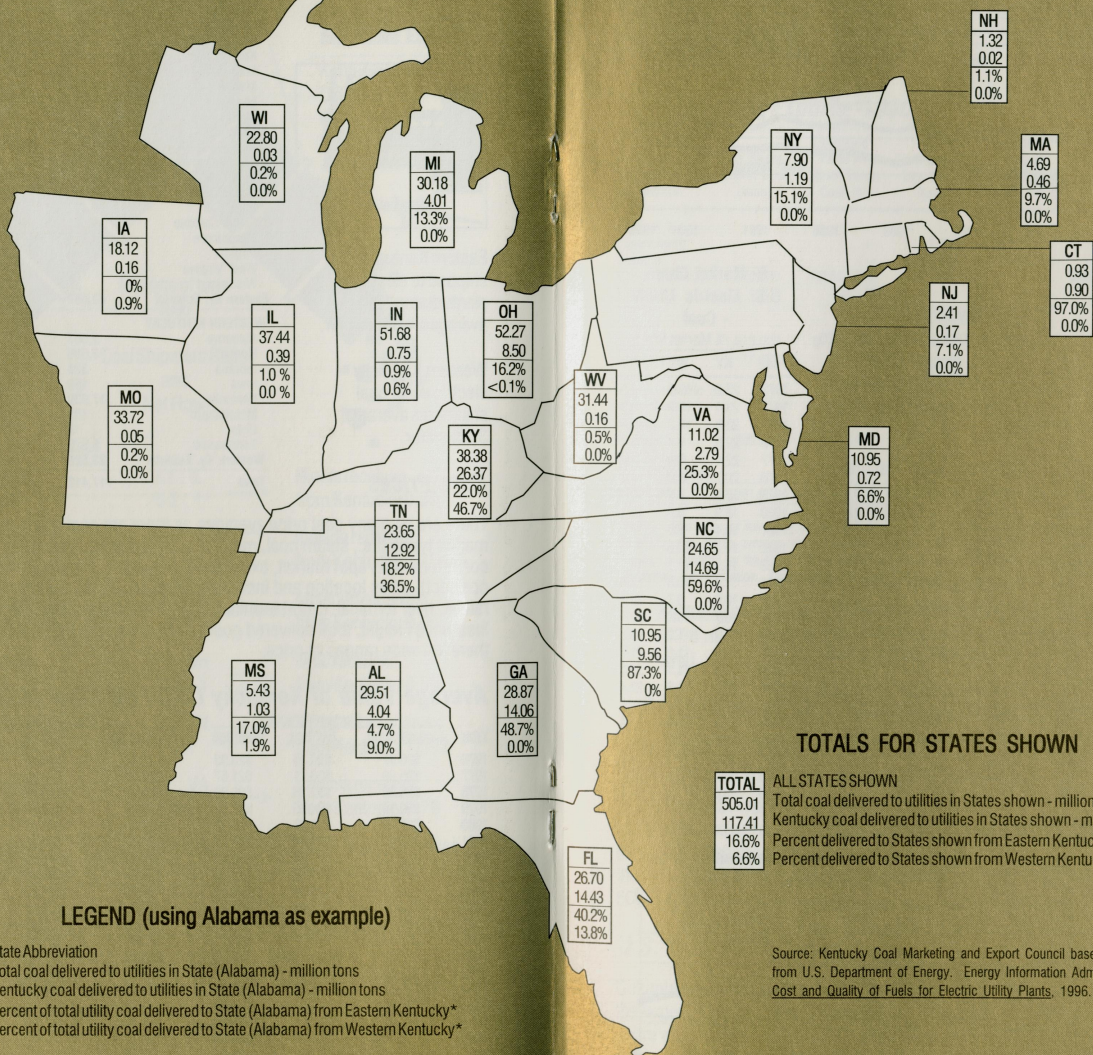 NH
1.32
0.02
1.1%
0.0%
WI
22.80
0.03
0.2%
0.0%
MI
30.18
4.01
13.3%
0.0%
NY
7.90
1.19
15.1%
0.0%
MA
4.69
0.46
9.7%
0.0%
IA
18.12
0.16
0%
0.9%
CT
0.93
0.90
97.0%
0.0%
IL
37.44
0.39
1.0 %
0.0 %
IN
51.68
0.75
0.9%
0.6%
OH
52.27
8.50
16.2%
<0.1%
NJ
2.41
0.17
7.1%
0.0%
MO
33.72
0.05
0.2%
0.0%
WV
31.44
0.16
0.5%
0.0%
KY
38.38
26.37
22.0%
46.7%
VA
11.02
2.79
25.3%
0.0%
MD
10.95
0.72
6.6%
0.0%
TN
23.65
12.92
18.2%
36.5%
NC
24.65
14.69
59.6%
0.0%
SC
10.95
9.56
87.3%
0%
MS
5.43
1.03
17.0%
1.9%
AL
29.51
4.04
4.7%
9.0%
GA
28.87
14.06
48.7%
0.0%
FL
26.70
14.43
40.2%
13.8%
TOTALS FOR STATES SHOWN
TOTAL ALL STATES SHOWN
505.01 Total coal delivered to utilities in States shown - million
117.41 Kentucky coal delivered to utilities in States shown - m
16.6% Percent delivered to States shown from Eastern Kentuc
6.6% Percent delivered to States shown from Western Kentu
LEGEND (using Alabama as example)
tate Abbreviation
otal coal delivered to utilities in State (Alabama) - million tons
entucky coal delivered to utilities in State (Alabama) - million tons
ercent of total utility coal delivered to State (Alabama) from Eastern Kentucky*
ercent of total utility coal delivered to State (Alabama) from Western Kentucky*
Source: Kentucky Coal Marketing and Export Council base
from U.S. Department of Energy. Energy Information Adm
Cost and Quality of Fuels for Electric Utility Plants, 1996.